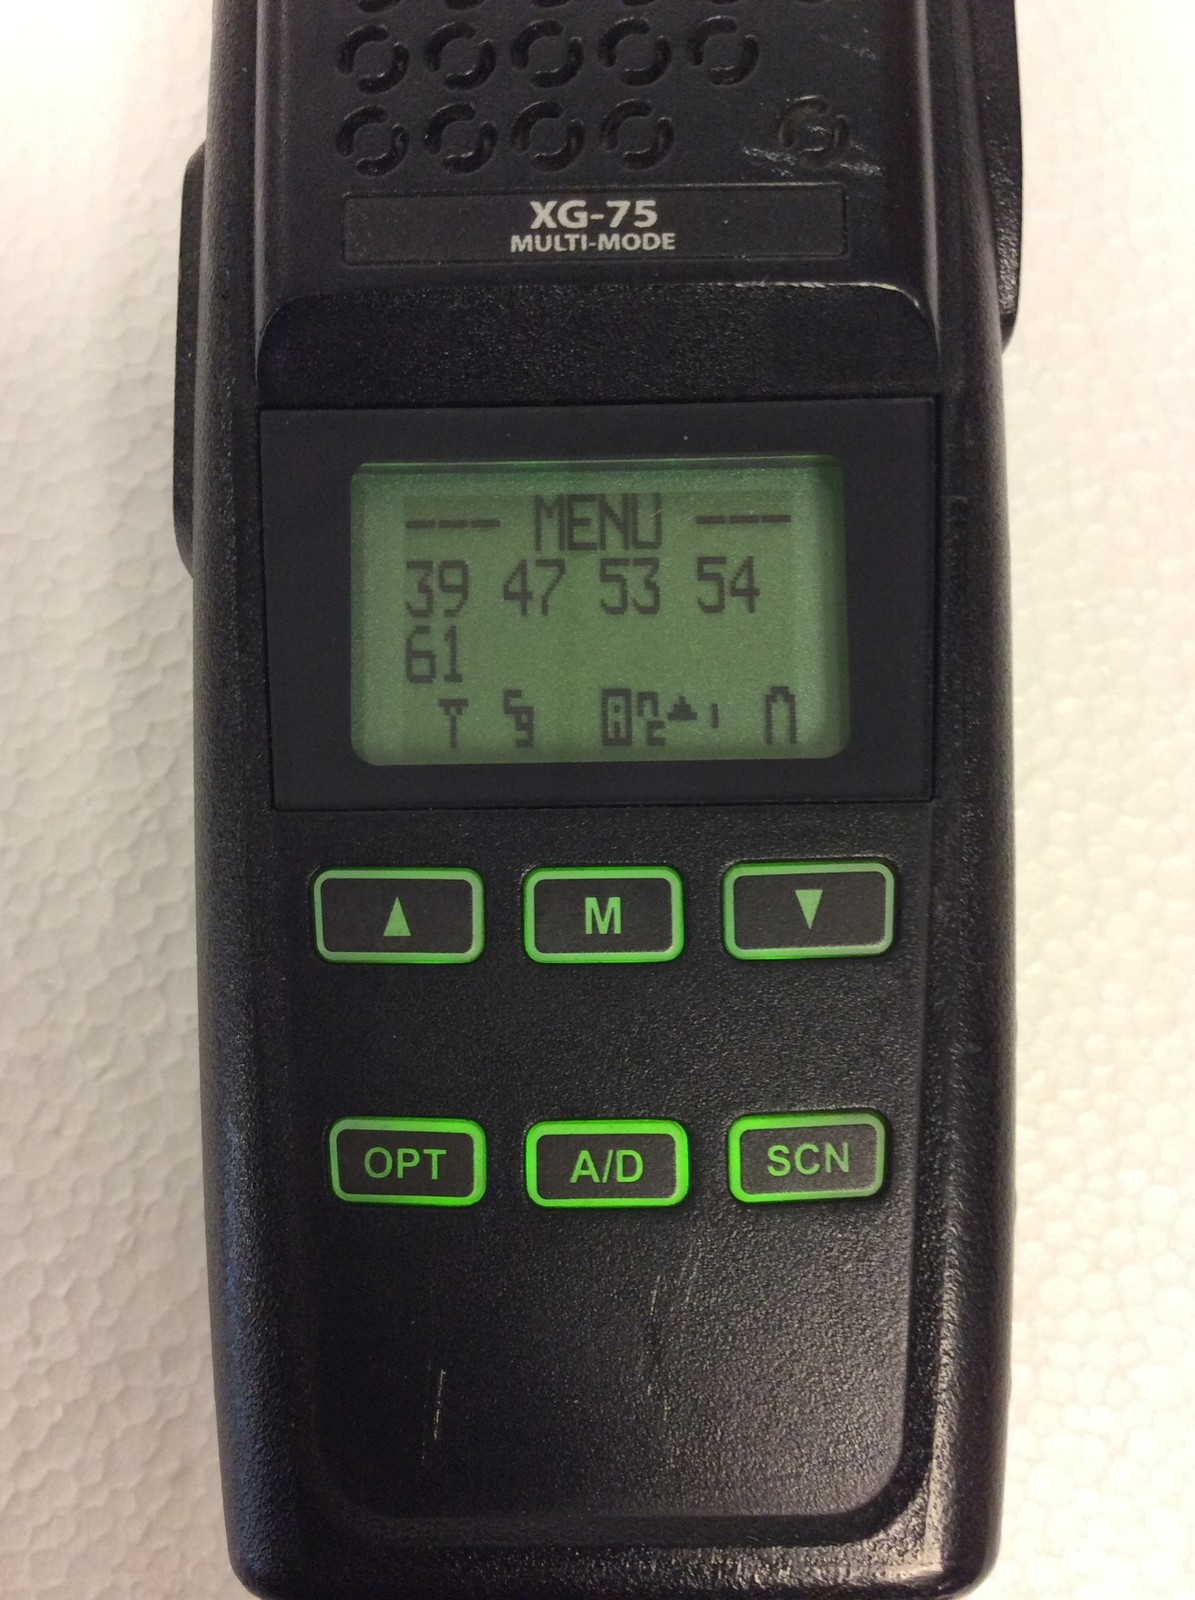 XG-75
MULTI-MODE
--- MENU ---
39 47 53 54
61
▲ M ▼
OPT A/D SCN